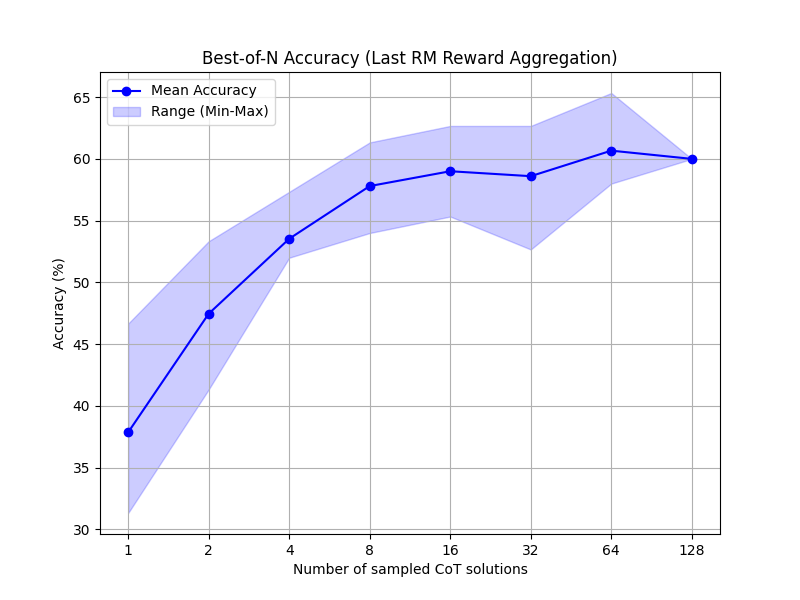 Best-of-N Accuracy (Last RM Reward Aggregation)
Mean Accuracy
Range (Min-Max)
Accuracy (%)
65
60
55
50
45
40
35
30
1 2 4 8 16 32 64 128
Number of sampled CoT solutions